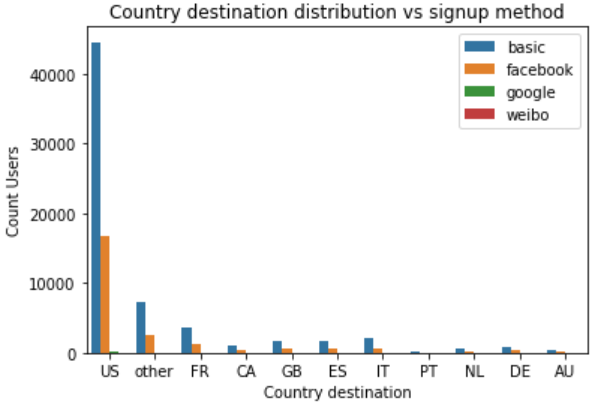 Country destination distribution vs signup method
basic
facebook
google
weibo
Count Users
40000
30000
20000
10000
0
US other FR CA GB ES IT PT NL DE AU
Country destination